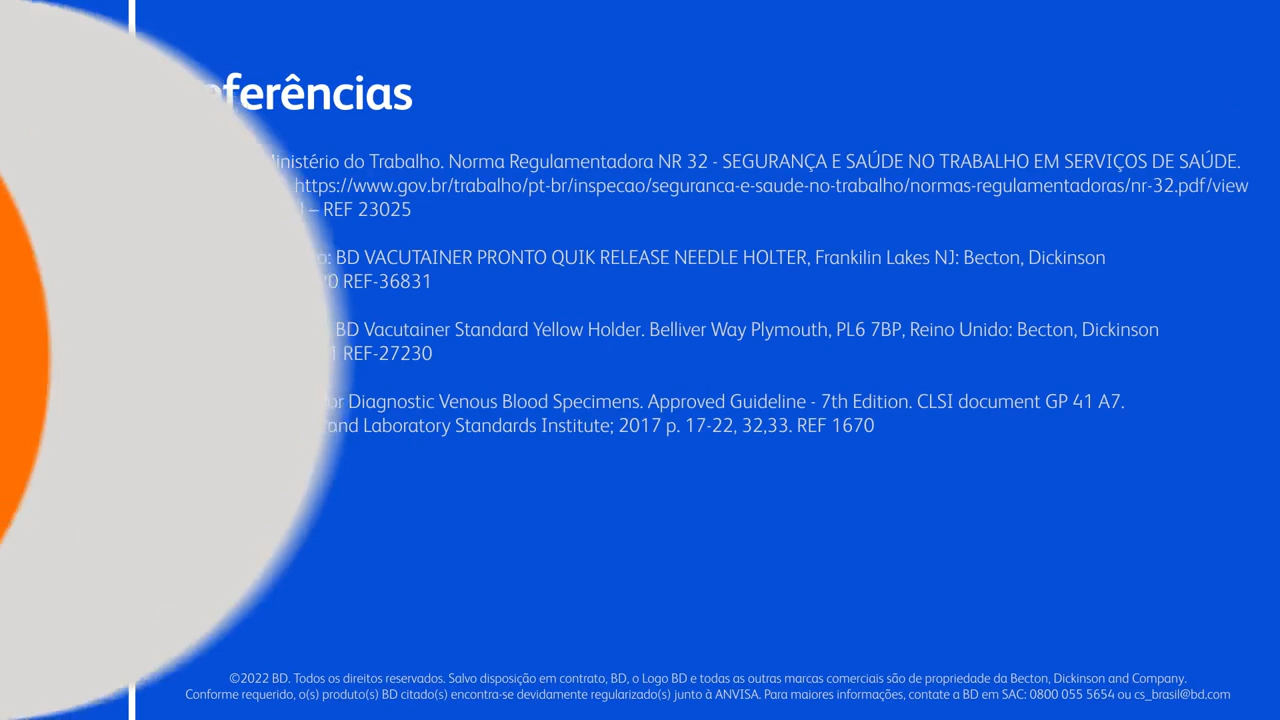 eferências
inistério do Trabalho. Norma Regulamentadora NR 32 - SEGURANÇA E SAÚDE NO TRABALHO EM SERVIÇOS DE SAÚDE.
https://www.gov.br/trabalho/pt-br/inspecao/seguranca-e-saude-no-trabalho/normas-regulamentadoras/nr-32.pdf/view
– REF 23025
BD VACUTAINER PRONTO QUIK RELEASE NEEDLE HOLTER, Frankilin Lakes NJ: Becton, Dickinson
REF-36831
BD Vacutainer Standard Yellow Holder. Belliver Way Plymouth, PL6 7BP, Reino Unido: Becton, Dickinson
REF-27230
or Diagnostic Venous Blood Specimens. Approved Guideline - 7th Edition. CLSI document GP 41 A7.
and Laboratory Standards Institute; 2017 p. 17-22, 32,33. REF 1670
©2022 BD. Todos os direitos reservados. Salvo disposição em contrato, BD, o Logo BD e todas as outras marcas comerciais são de propriedade da Becton, Dickinson and Company.
Conforme requerido, o(s) produto(s) BD citado(s) encontra-se devidamente regularizado(s) junto à ANVISA. Para maiores informações, contate a BD em SAC: 0800 055 5654 ou cs_brasil@bd.com